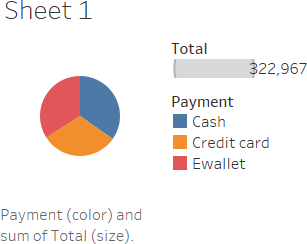 Sheet 1
Total
322,967
Payment
Cash
Credit card
Ewallet
Payment (color) and
sum of Total (size).